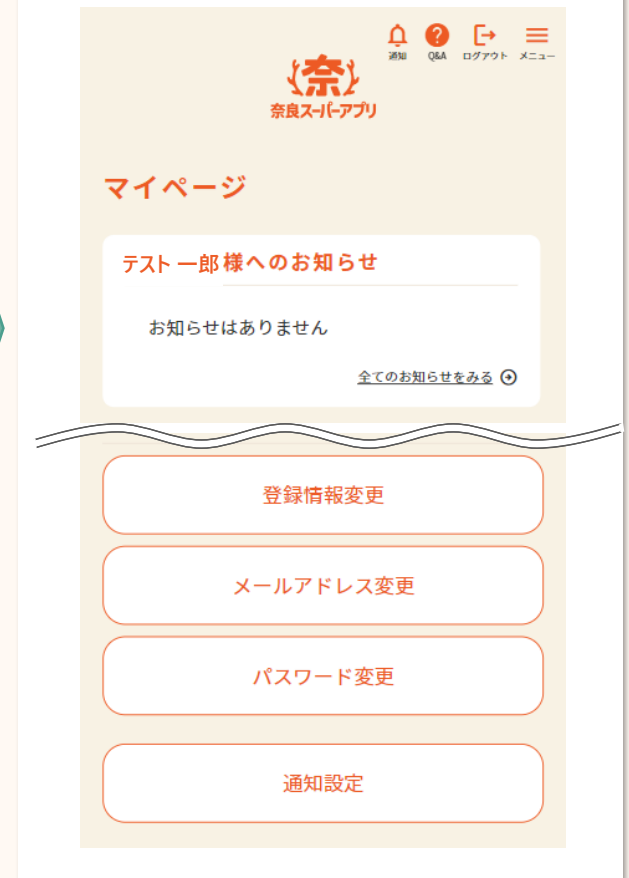 通知
Q&A
ログアウト
メニュー
奈
奈良スーパーアプリ
マイページ
テスト 一郎 様へのお知らせ
お知らせはありません
全てのお知らせをみる
登録情報変更
メールアドレス変更
パスワード変更
通知設定